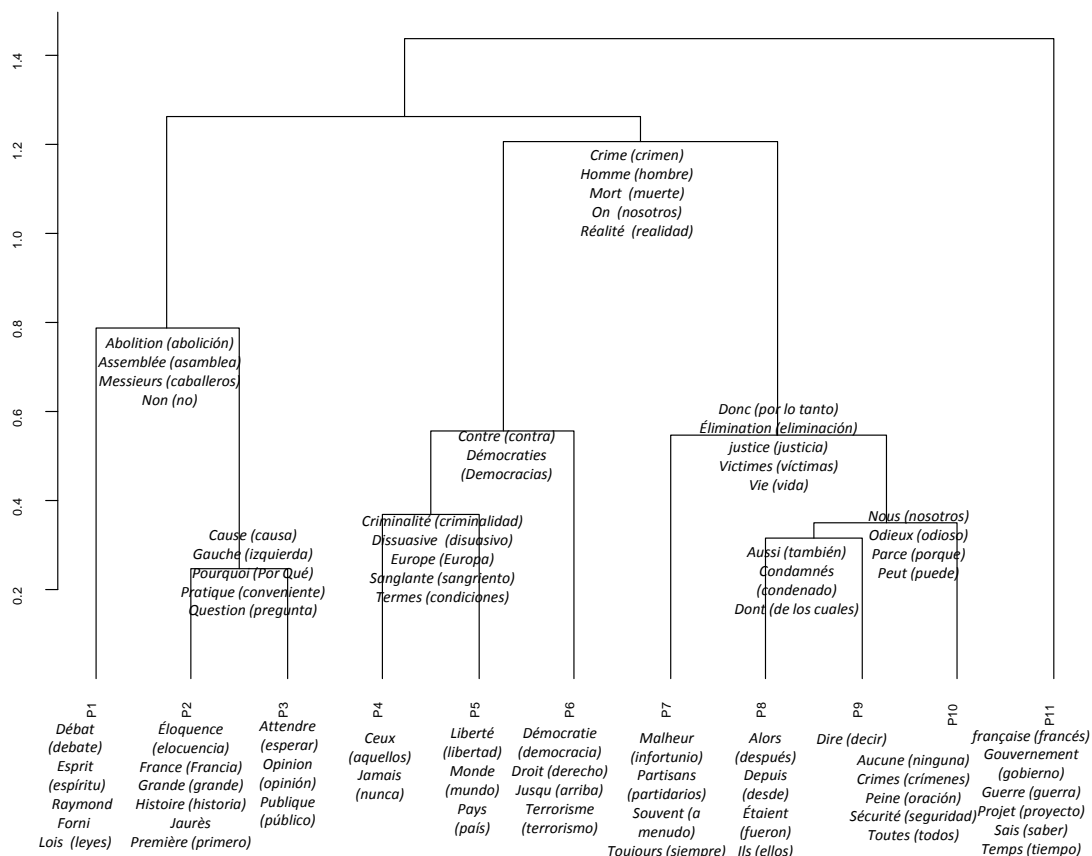 1.4
1.2
1.0
0.8
0.6
0.4
0.2
Crime (crimen)
Homme (hombre)
Mort (muerte)
On (nosotros)
Réalité (realidad)
Abolition (abolición)
Assemblée (asamblea)
Messieurs (caballeros)
Non (no)
Contre (contra)
Démocraties
(Democracias)
Donc (por lo tanto)
Élimination (eliminación)
justice (justicia)
Victimes (víctimas)
Vie (vida)
Cause (causa)
Gauche (izquierda)
Pourquoi (Por Qué)
Pratique (conveniente)
Question (pregunta)
Criminalité (criminalidad)
Dissuasive (disuasivo)
Europe (Europa)
Sanglante (sangriento)
Termes (condiciones)
Aussi (también)
Condamnés
(condenado)
Dont (de los cuales)
Nous (nosotros)
Odieux (odioso)
Parce (porque)
Peut (puede)
P1
Débat
(debate)
Esprit
(espíritu)
Raymond
Forni
Lois (leyes)
P2
Éloquence
(elocuencia)
France (Francia)
Grande (grande)
Histoire (historia)
Jaurès
Première (primero)
P3
Attendre
(esperar)
Opinion
(opinión)
Publique
(público)
P4
Ceux
(aquellos)
Jamais
(nunca)
P5
Liberté
(libertad)
Monde
(mundo)
Pays
(país)
P6
Démocratie
(democracia)
Droit (derecho)
Jusqu (arriba)
Terrorisme
(terrorismo)
P7
Malheur
(infortunio)
Partisans
(partidarios)
Souvent (a
menudo)
Toujours (siempre)
P8
Alors
(después)
Depuis
(desde)
Étaient
(fueron)
Ils (ellos)
P9
Dire (decir)
P10
Aucune (ninguna)
Crimes (crímenes)
Peine (oración)
Sécurité (seguridad)
Toutes (todos)
P11
française (francés)
Gouvernement
(gobierno)
Guerre (guerra)
Projet (proyecto)
Sais (saber)
Temps (tiempo)